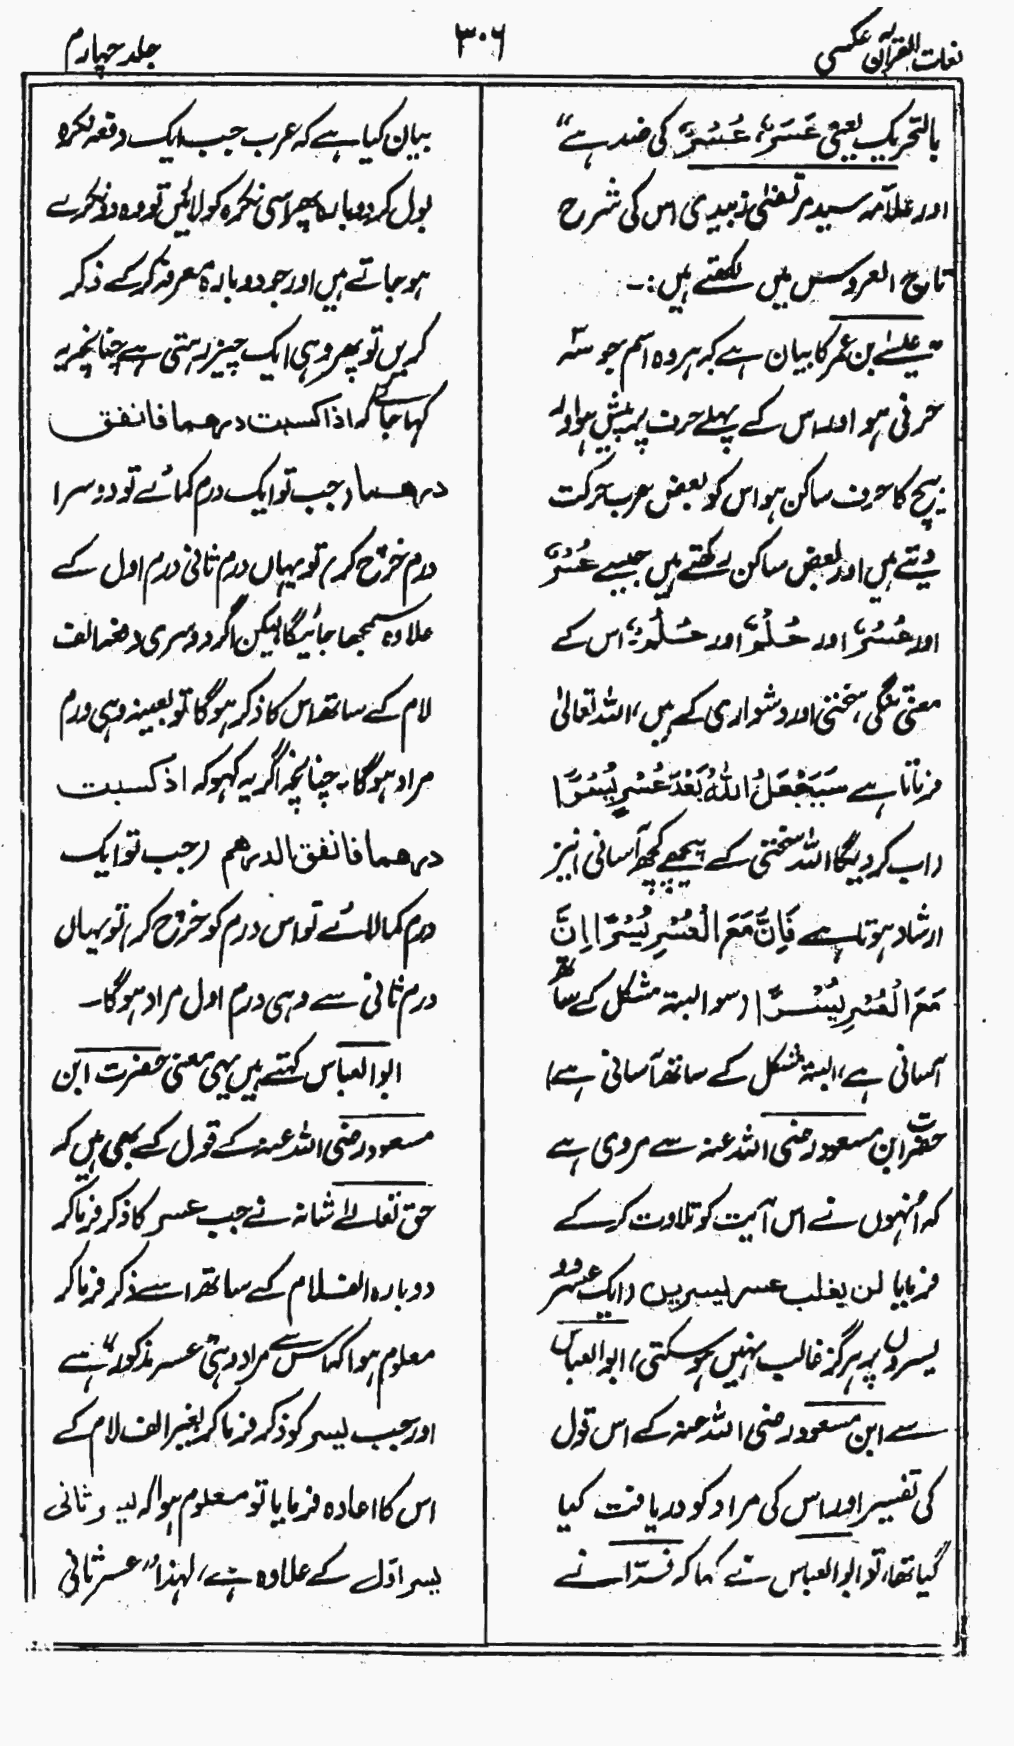 لغات القرآن عکسی
۳۰۶
جلد چہارم
بالتحریک یعنی عَسَرٌ، عُسْرٌ کی ضد ہے“
اور علامہ سید مرتضیٰ زبیدی اس کی شرح
تاج العروس میں لکھتے ہیں :۔
عیسٰے بن عمر کا بیان ہے کہ ہر وہ اسم جو سہ
حرفی ہو اور اس کے پہلے حرف پر پیش ہو اور
بیچ کا حرف ساکن ہو اس کو بعض عرب حرکت
دیتے ہیں اور بعض ساکن رکھتے ہیں جیسے عُسْرٌ
اور عُسُرٌ اور حُلْمٌ اور حُلُمٌ، اس کے
معنی تنگی، سختی اور دشواری کے ہیں، اللہ تعالیٰ
فرماتا ہے سَيَجْعَلُ اللّٰهُ بَعْدَ عُسْرٍ يُّسْرًا
(اب کر دیگا اللہ سختی کے پیچھے کچھ آسانی) نیز
ارشاد ہوتا ہے فَاِنَّ مَعَ الْعُسْرِ يُسْرًا اِنَّ
مَعَ الْعُسْرِ يُسْرًا (سو البتہ مشکل کے ساتھ
آسانی ہے، البتہ مشکل کے ساتھ آسانی ہے)
حضرت ابن مسعود رضی اللہ عنہ سے مروی ہے
کہ اُنہوں نے اس آیت کو تلاوت کر کے
فرمایا لن یغلب عسر یسرین (ایک عسر دو
یسروں پر ہرگز غالب نہیں ہو سکتی) ابو العباس
سے ابن مسعود رضی اللہ عنہ کے اس قول
کی تفسیر اور اس کی مراد کو دریافت کیا
گیا تھا، تو ابو العباس نے کہا کہ فرّاء نے
بیان کیا ہے کہ عرب جب ایک دفعہ نکرہ
بول کر دوبارہ پھر اسی نکرہ کو لائیں تو وہ دو نکرے
ہو جاتے ہیں اور جو دوبارہ معرفہ کر کے ذکر
کریں تو پھر وہی ایک چیز رہتی ہے چنانچہ یہ
کہا جائے کہ اذا کسبت درھما فانفق
درھما (جب تو ایک درم کمائے تو دوسرا
درم خرچ کر) تو یہاں درم ثانی درم اول کے
علاوہ سمجھا جائیگا لیکن اگر دوسری دفعہ الف
لام کے ساتھ اس کا ذکر ہوگا تو بعینہ وہی درم
مراد ہوگا، چنانچہ اگر یہ کہو کہ اذ کسبت
درھما فانفق الدرھم (جب تو ایک
درم کما لائے تو اس درم کو خرچ کر) تو یہاں
درم ثانی سے وہی درم اول مراد ہوگا۔
ابو العباس کہتے ہیں یہی معنی حضرت ابن
مسعود رضی اللہ عنہ کے قول کے بھی ہیں کہ
حق تعالےٰ شانہ نے جب عسر کا ذکر فرما کر
دوبارہ الف لام کے ساتھ اسے ذکر فرما کر
معلوم ہوا کہ اس سے مراد وہی ”عسر مذکور“ ہے
اور جب یسر کو ذکر فرما کر بغیر الف لام کے
اس کا اعادہ فرمایا تو معلوم ہوا کہ یسر ثانی
یسر اوّل کے علاوہ ہے، لہٰذا ”عسر ثانی